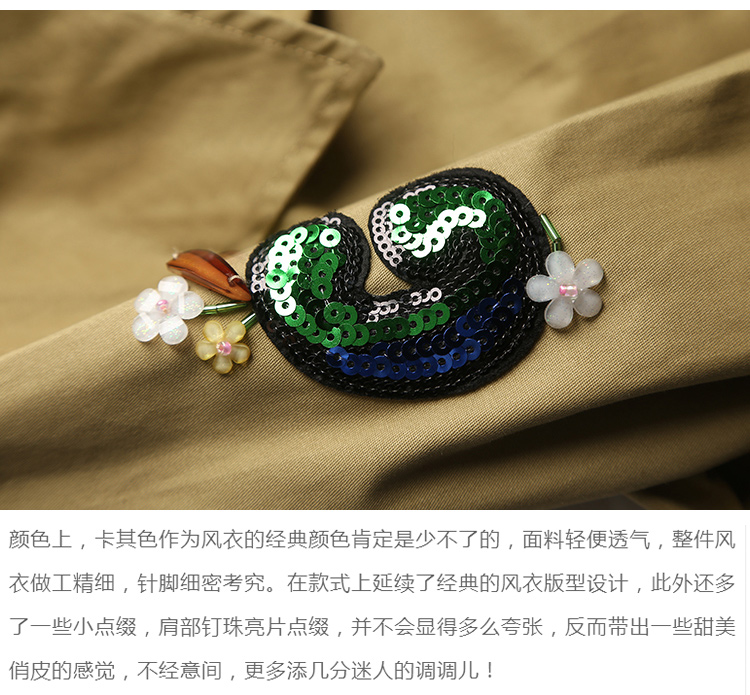 颜色上，卡其色作为风衣的经典颜色肯定是少不了的，面料轻便透气，整件风
衣做工精细，针脚细密考究。在款式上延续了经典的风衣版型设计，此外还多
了一些小点缀，肩部钉珠亮片点缀，并不会显得多么夸张，反而带出一些甜美
俏皮的感觉，不经意间，更多添几分迷人的调调儿！